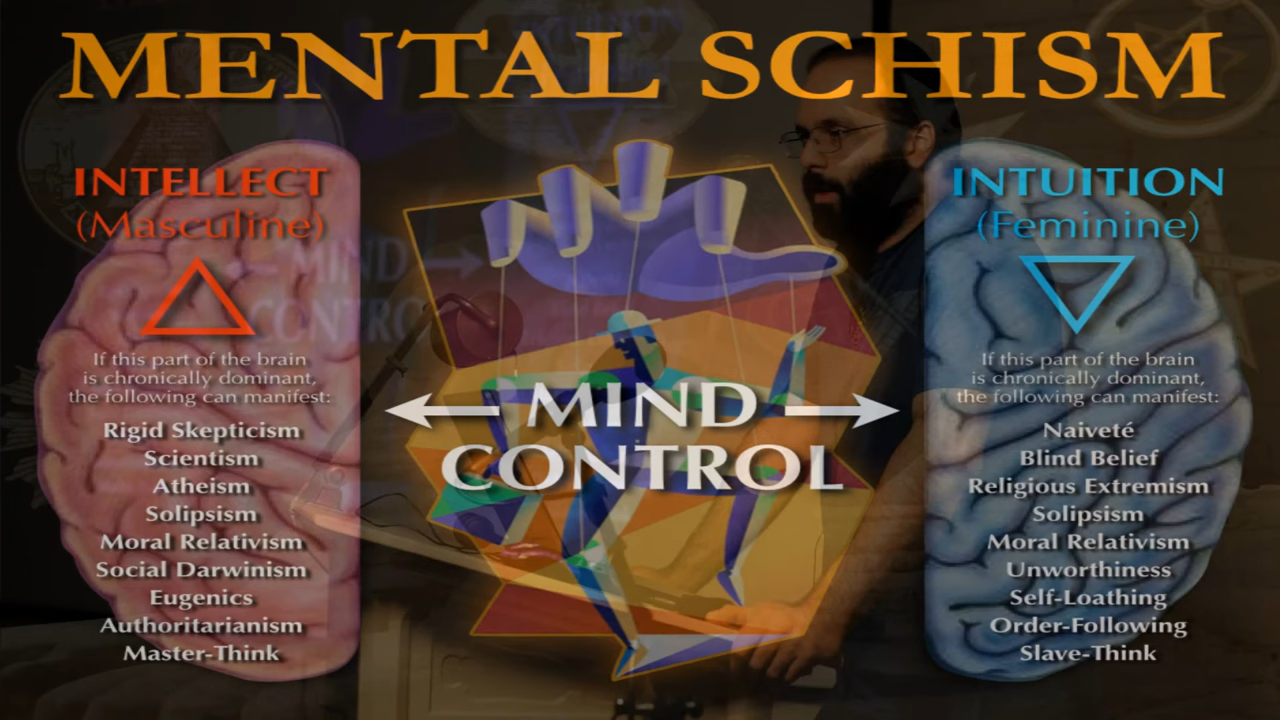 MENTAL SCHISM
INTELLECT
(Masculine)
If this part of the brain
is chronically dominant,
the following can manifest:
Rigid Skepticism
Scientism
Atheism
Solipsism
Moral Relativism
Social Darwinism
Eugenics
Authoritarianism
Master-Think
MIND
CONTROL
INTUITION
(Feminine)
If this part of the brain
is chronically dominant,
the following can manifest:
Naiveté
Blind Belief
Religious Extremism
Solipsism
Moral Relativism
Unworthiness
Self-Loathing
Order-Following
Slave-Think
MIND
CONTRO